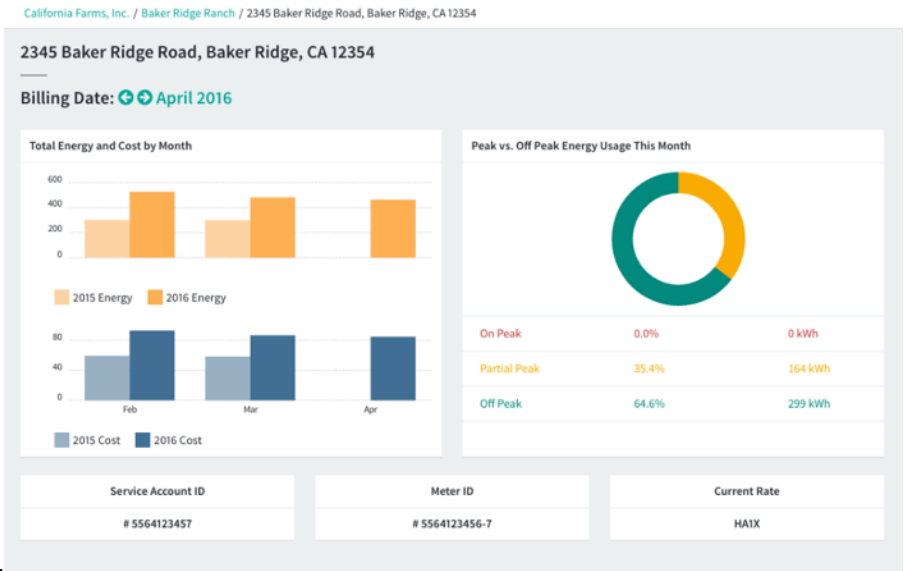 California Farms, Inc. / Baker Ridge Ranch / 2345 Baker Ridge Road, Baker Ridge, CA 12354
2345 Baker Ridge Road, Baker Ridge, CA 12354
Billing Date: April 2016
Total Energy and Cost by Month
600
400
200
0
2015 Energy 2016 Energy
80
40
0
Feb Mar Apr
2015 Cost 2016 Cost
Peak vs. Off Peak Energy Usage This Month
On Peak 0.0% 0 kWh
Partial Peak 35.4% 164 kWh
Off Peak 64.6% 299 kWh
Service Account ID
# 5564123457
Meter ID
# 5564123456-7
Current Rate
HA1X